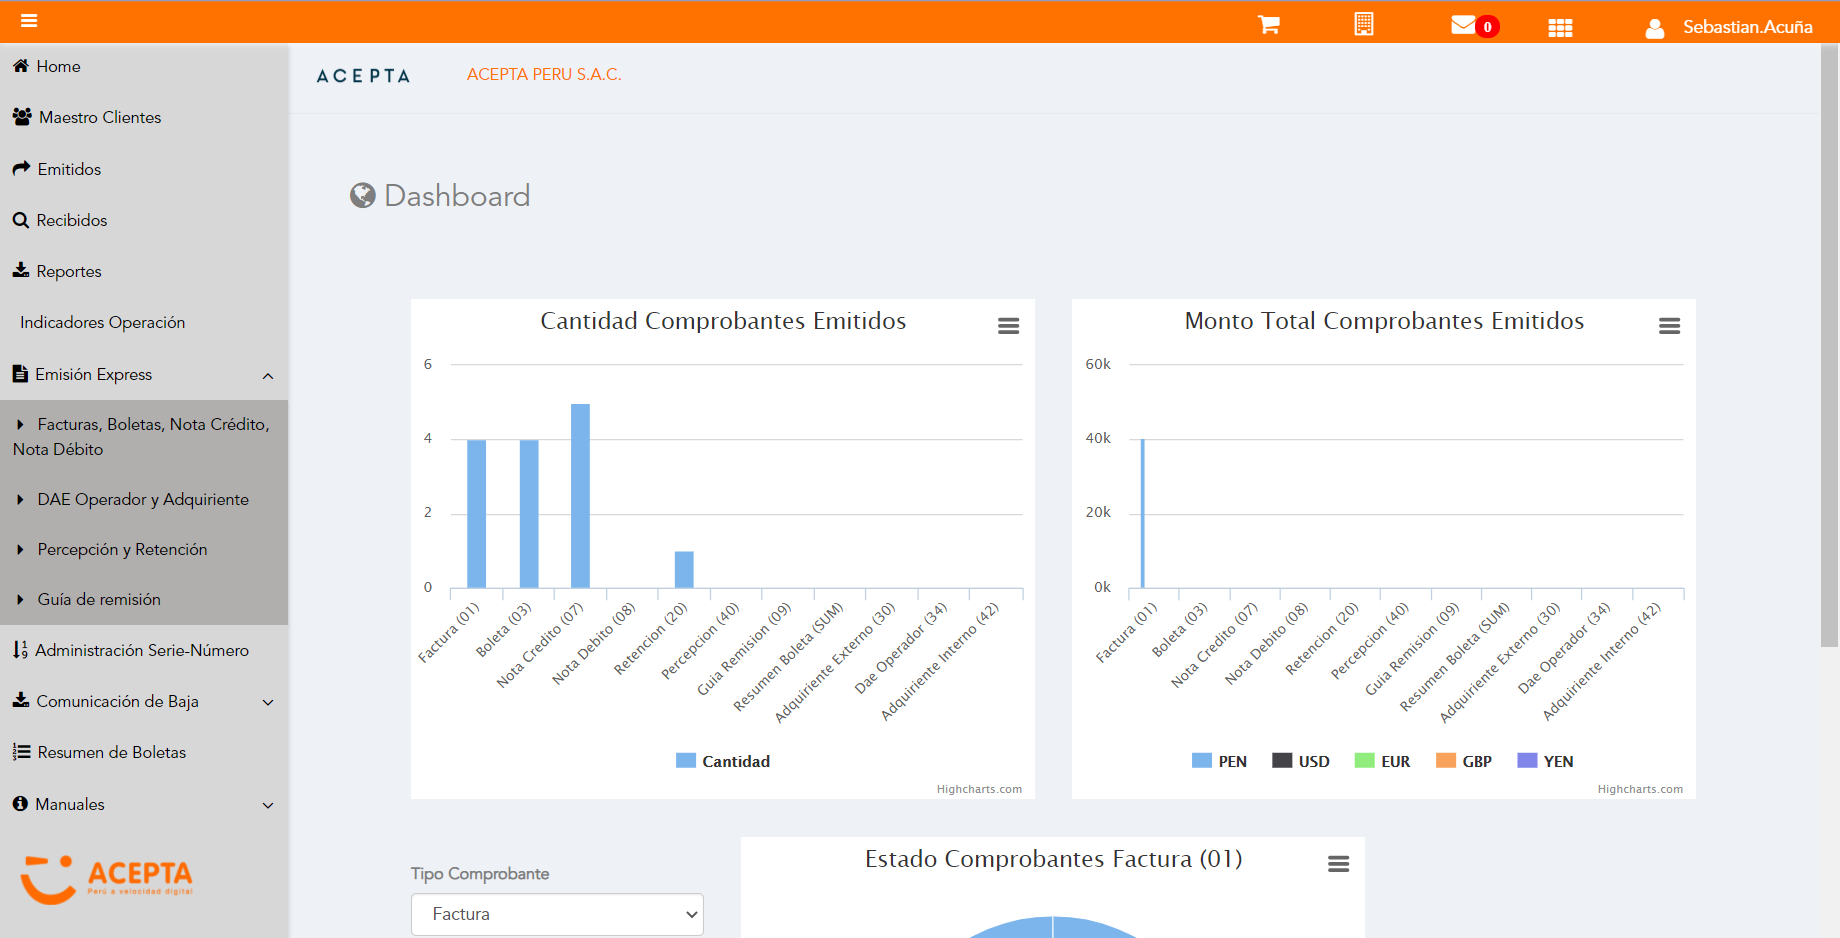 0
Sebastian.Acuña
Home
Maestro Clientes
Emitidos
Recibidos
Reportes
Indicadores Operación
Emisión Express
Facturas, Boletas, Nota Crédito,
Nota Débito
DAE Operador y Adquiriente
Percepción y Retención
Guía de remisión
Administración Serie-Número
Comunicación de Baja
Resumen de Boletas
Manuales
ACEPTA
Perú a velocidad digital
ACEPTA
ACEPTA PERU S.A.C.
Dashboard
Cantidad Comprobantes Emitidos
6
4
2
0
Factura (01)
Boleta (03)
Nota Credito (07)
Nota Debito (08)
Retencion (20)
Percepcion (40)
Guia Remision (09)
Resumen Boleta (SUM)
Adquiriente Externo (30)
Dae Operador (34)
Adquiriente Interno (42)
Cantidad
Highcharts.com
Monto Total Comprobantes Emitidos
60k
40k
20k
0k
Factura (01)
Boleta (03)
Nota Credito (07)
Nota Debito (08)
Retencion (20)
Percepcion (40)
Guia Remision (09)
Resumen Boleta (SUM)
Adquiriente Externo (30)
Dae Operador (34)
Adquiriente Interno (42)
PEN USD EUR GBP YEN
Highcharts.com
Tipo Comprobante
Factura
Estado Comprobantes Factura (01)